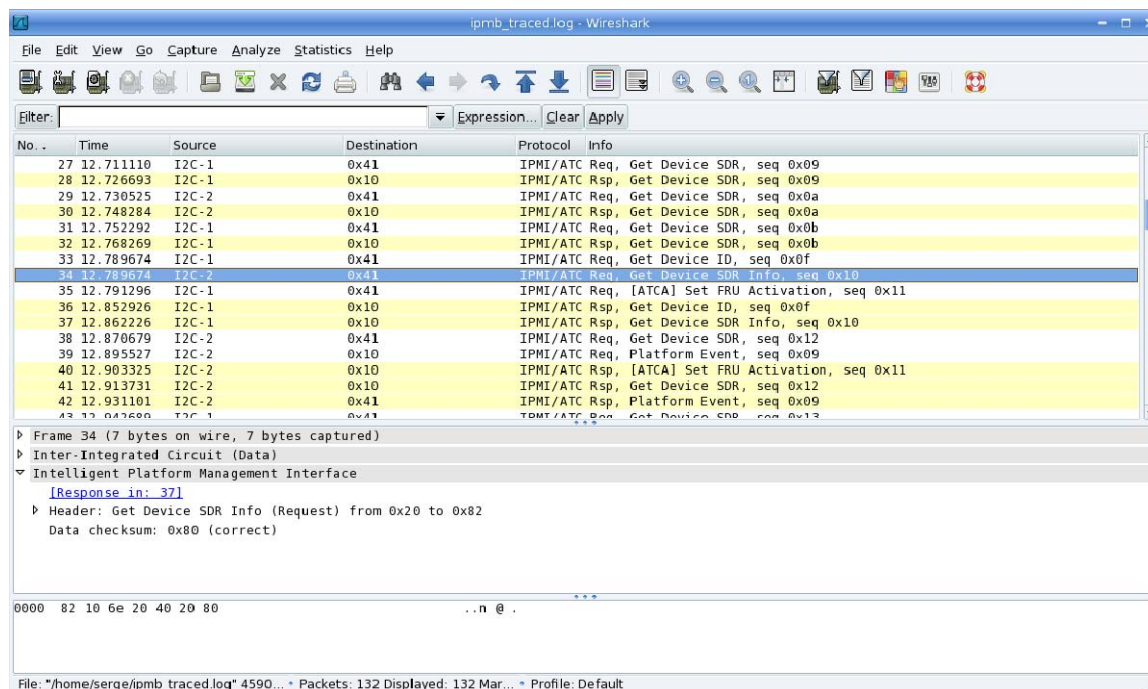 ipmb_traced.log - Wireshark
File Edit View Go Capture Analyze Statistics Help
Filter: Expression... Clear Apply
No. . Time Source Destination Protocol Info
27 12.711110 I2C-1 0x41 IPMI/ATC Req, Get Device SDR, seq 0x09
28 12.726693 I2C-1 0x10 IPMI/ATC Rsp, Get Device SDR, seq 0x09
29 12.730525 I2C-2 0x41 IPMI/ATC Req, Get Device SDR, seq 0x0a
30 12.748284 I2C-2 0x10 IPMI/ATC Rsp, Get Device SDR, seq 0x0a
31 12.752292 I2C-1 0x41 IPMI/ATC Req, Get Device SDR, seq 0x0b
32 12.768269 I2C-1 0x10 IPMI/ATC Rsp, Get Device SDR, seq 0x0b
33 12.789674 I2C-1 0x41 IPMI/ATC Req, Get Device ID, seq 0x0f
34 12.789674 I2C-2 0x41 IPMI/ATC Req, Get Device SDR Info, seq 0x10
35 12.791296 I2C-1 0x41 IPMI/ATC Req, [ATCA] Set FRU Activation, seq 0x11
36 12.852926 I2C-1 0x10 IPMI/ATC Rsp, Get Device ID, seq 0x0f
37 12.862226 I2C-1 0x10 IPMI/ATC Rsp, Get Device SDR Info, seq 0x10
38 12.870679 I2C-2 0x41 IPMI/ATC Req, Get Device SDR, seq 0x12
39 12.895527 I2C-2 0x10 IPMI/ATC Req, Platform Event, seq 0x09
40 12.903325 I2C-2 0x10 IPMI/ATC Rsp, [ATCA] Set FRU Activation, seq 0x11
41 12.913731 I2C-2 0x10 IPMI/ATC Rsp, Get Device SDR, seq 0x12
42 12.931101 I2C-2 0x41 IPMI/ATC Rsp, Platform Event, seq 0x09
43 12.942689 I2C-1 0x41 IPMI/ATC Req, Get Device SDR, seq 0x13
Frame 34 (7 bytes on wire, 7 bytes captured)
Inter-Integrated Circuit (Data)
Intelligent Platform Management Interface
[Response in: 37]
Header: Get Device SDR Info (Request) from 0x20 to 0x82
Data checksum: 0x80 (correct)
0000 82 10 6e 20 40 20 80 ..n @ .
File: "/home/serge/ipmb_traced.log" 4590... • Packets: 132 Displayed: 132 Mar... • Profile: Default